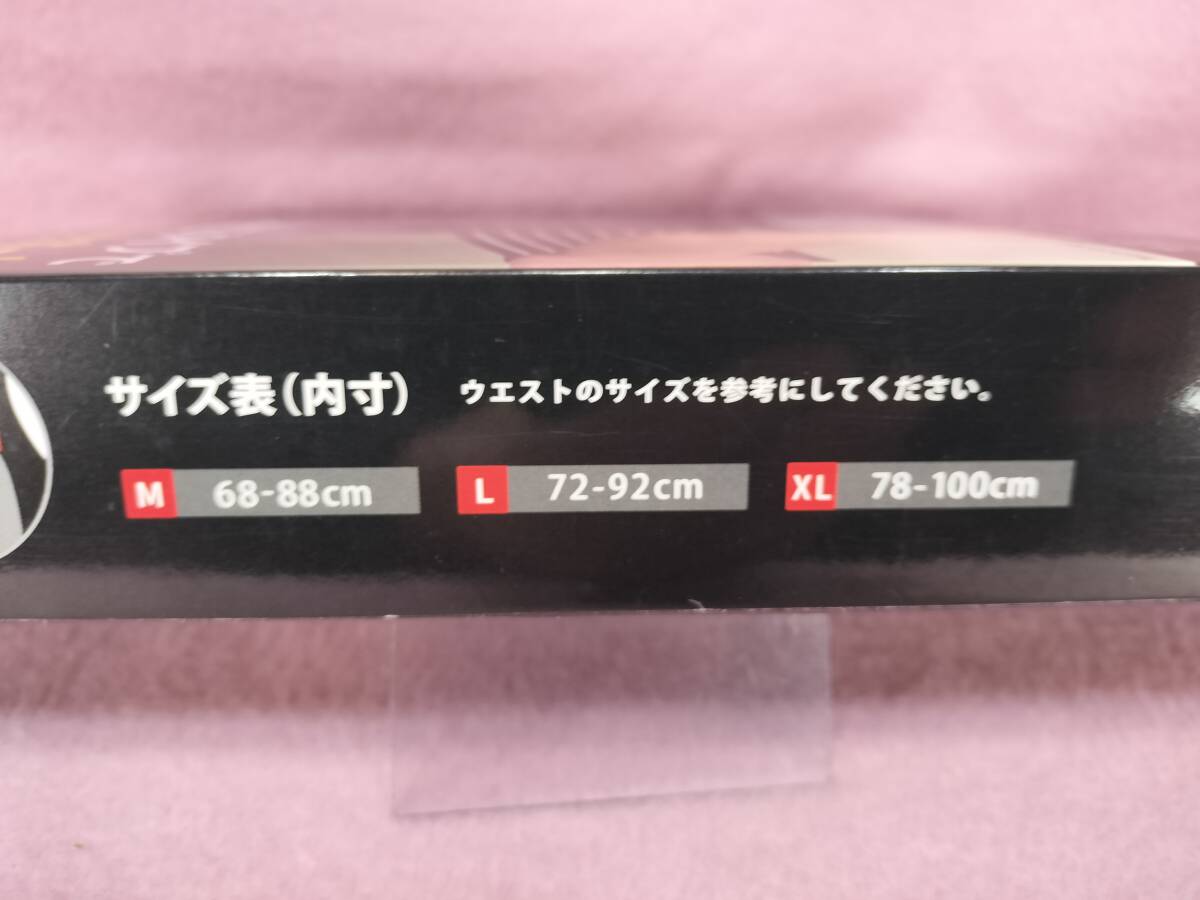 サイズ表（内寸） ウエストのサイズを参考にしてください。
M 68-88cm L 72-92cm XL 78-100cm